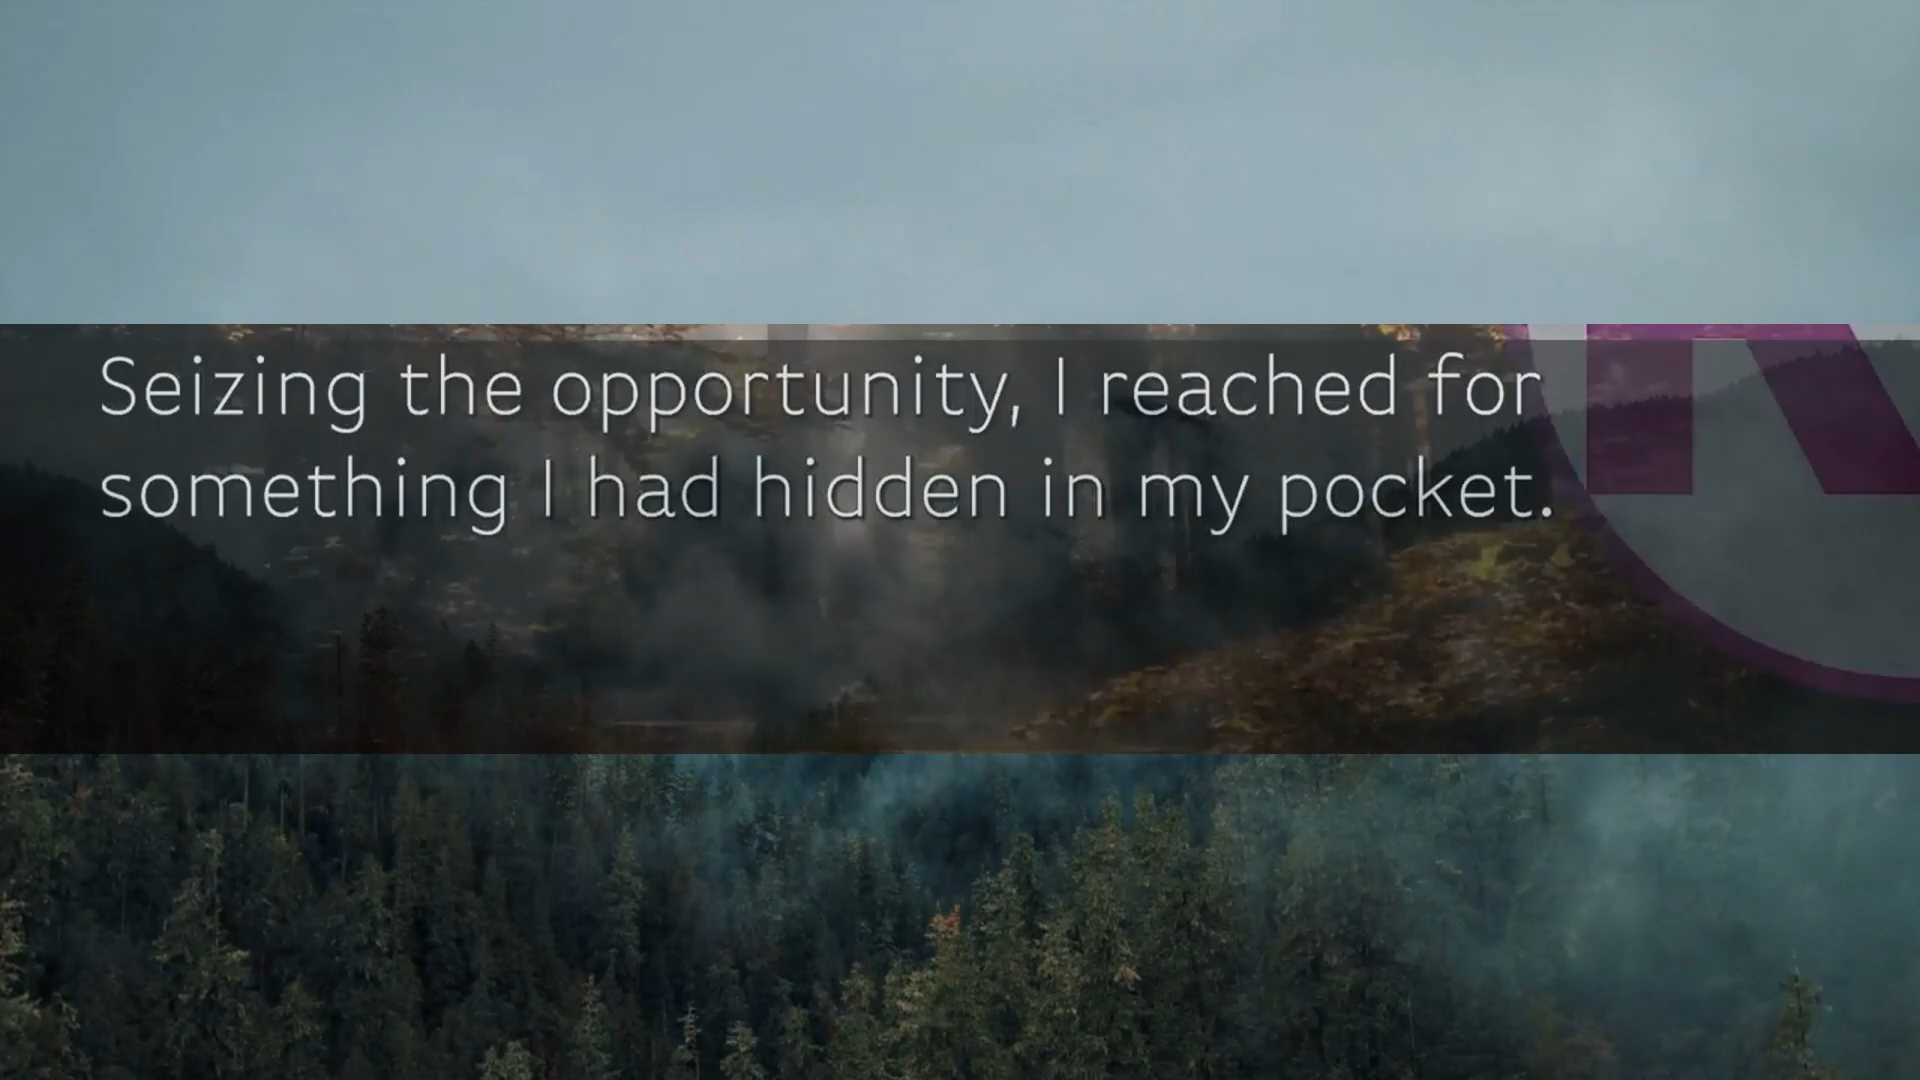 Seizing the opportunity, I reached for
something I had hidden in my pocket.